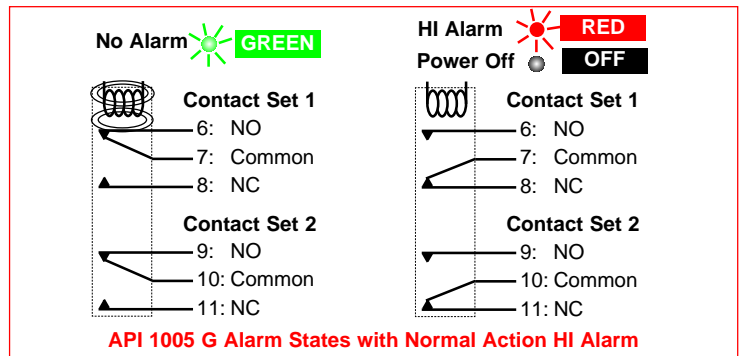 No Alarm GREEN
Contact Set 1
6: NO
7: Common
8: NC
Contact Set 2
9: NO
10: Common
11: NC
HI Alarm RED
Power Off OFF
Contact Set 1
6: NO
7: Common
8: NC
Contact Set 2
9: NO
10: Common
11: NC
API 1005 G Alarm States with Normal Action HI Alarm